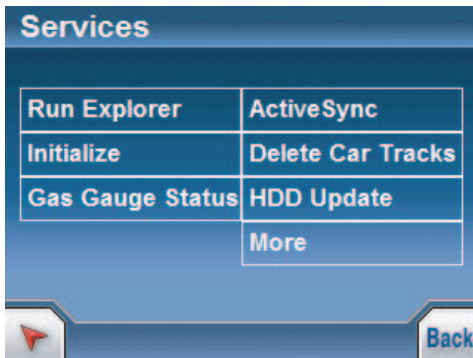 Services
Run Explorer
ActiveSync
Initialize
Delete Car Tracks
Gas Gauge Status
HDD Update
More
Back